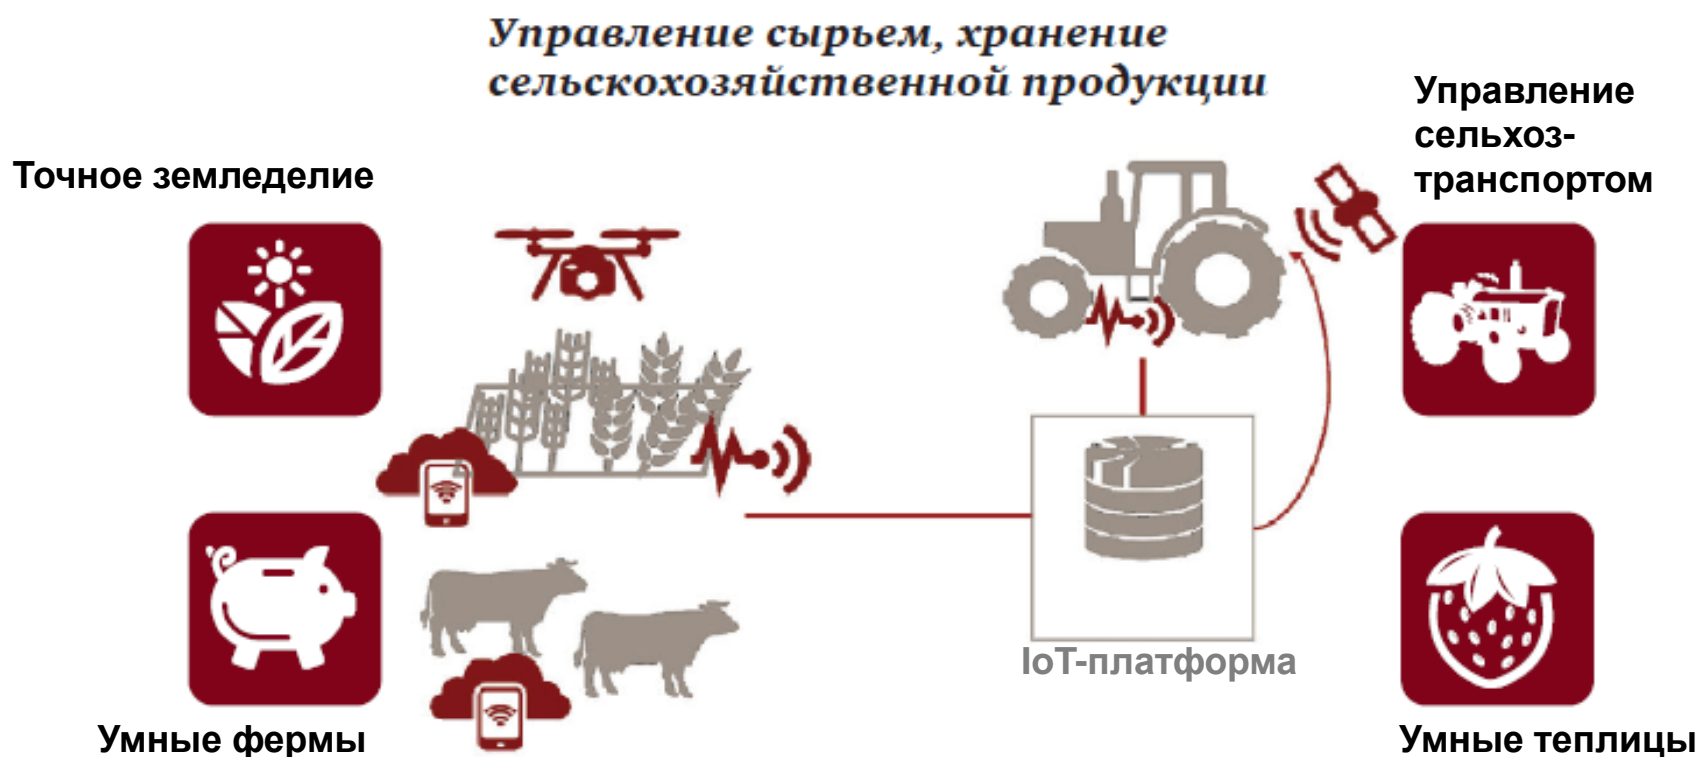 Управление сырьем, хранение
сельскохозяйственной продукции
Управление
сельхоз-
транспортом
Точное земледелие
IoT-платформа
Умные фермы
Умные теплицы